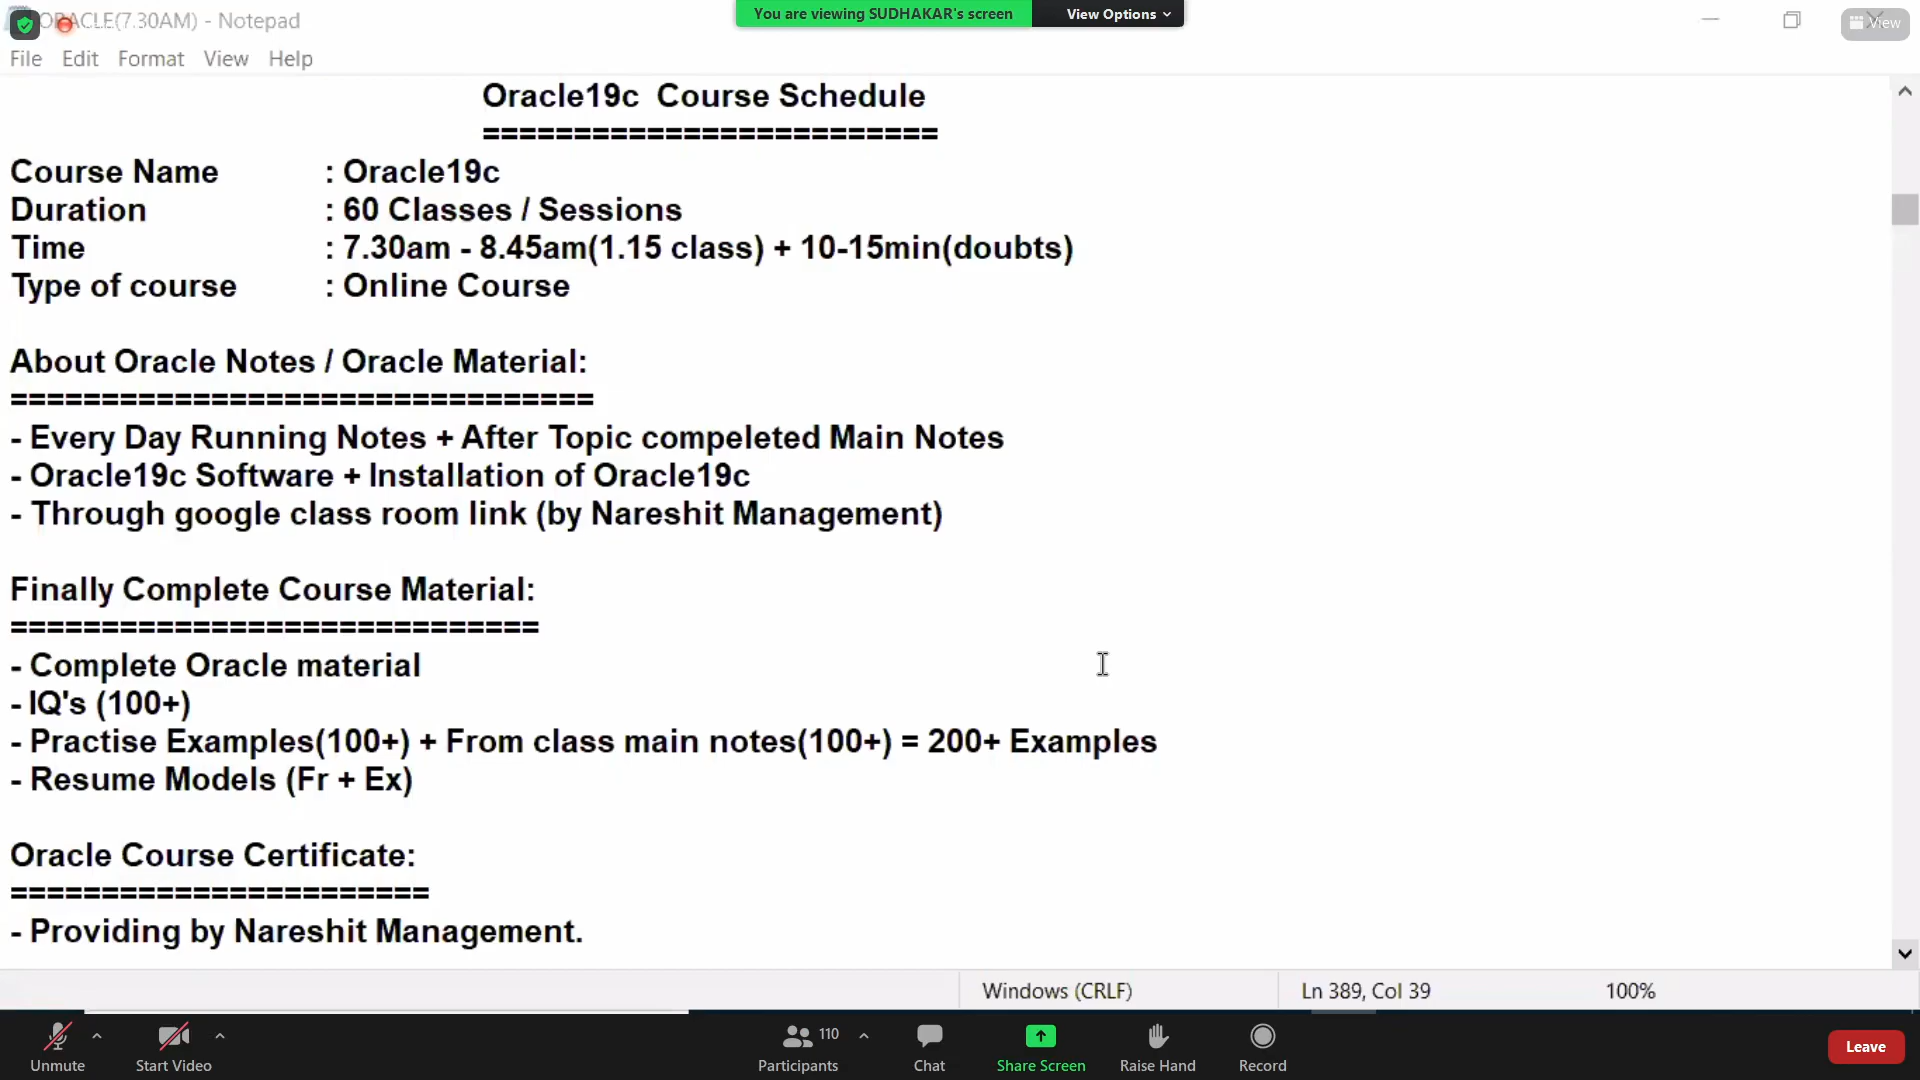 ORACLE(7.30AM) - Notepad
You are viewing SUDHAKAR's screen
View Options
View
File Edit Format View Help
Oracle19c  Course Schedule
=========================
Course Name : Oracle19c
Duration : 60 Classes / Sessions
Time : 7.30am - 8.45am(1.15 class) + 10-15min(doubts)
Type of course : Online Course
About Oracle Notes / Oracle Material:
================================
- Every Day Running Notes + After Topic compeleted Main Notes
- Oracle19c Software + Installation of Oracle19c
- Through google class room link (by Nareshit Management)
Finally Complete Course Material:
=============================
- Complete Oracle material
- IQ's (100+)
- Practise Examples(100+) + From class main notes(100+) = 200+ Examples
- Resume Models (Fr + Ex)
Oracle Course Certificate:
=======================
- Providing by Nareshit Management.
Windows (CRLF) Ln 389, Col 39 100%
110
Unmute Start Video Participants Chat Share Screen Raise Hand Record Leave